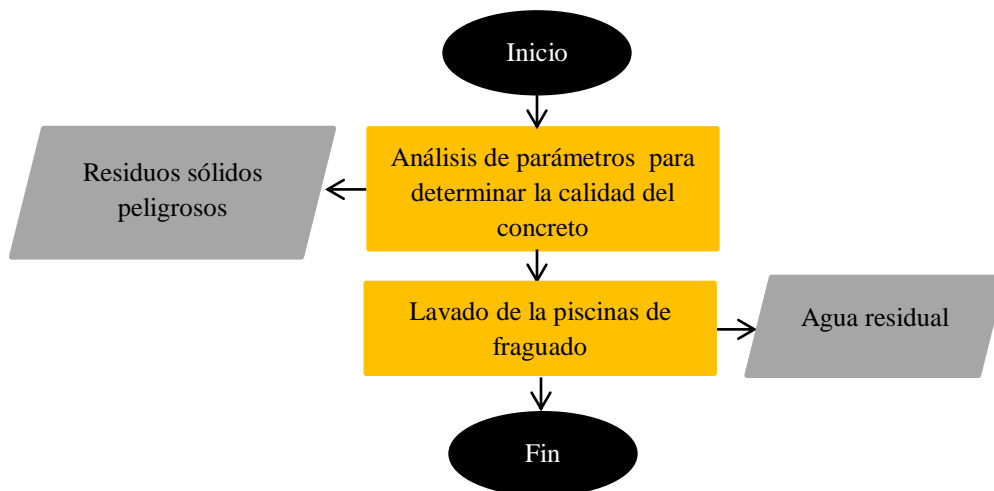 Inicio
Análisis de parámetros para
determinar la calidad del
concreto
Residuos sólidos
peligrosos
Lavado de la piscinas de
fraguado
Agua residual
Fin